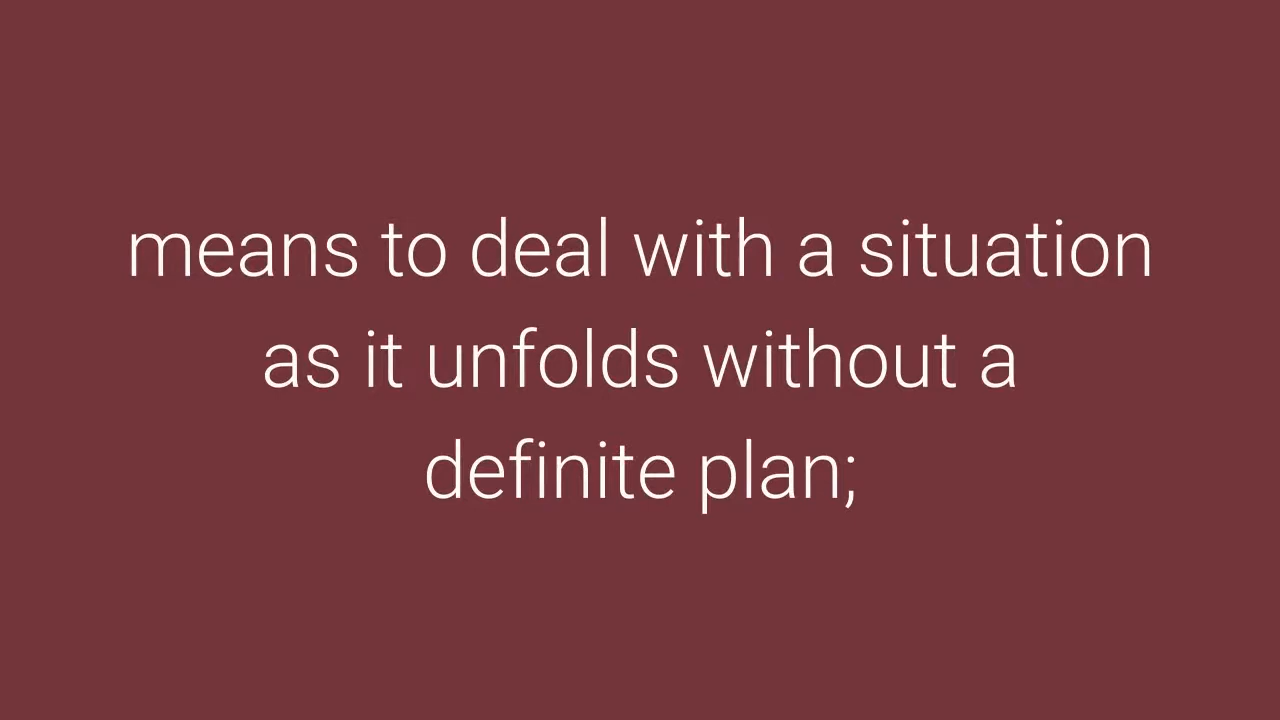 means to deal with a situation
as it unfolds without a
definite plan;